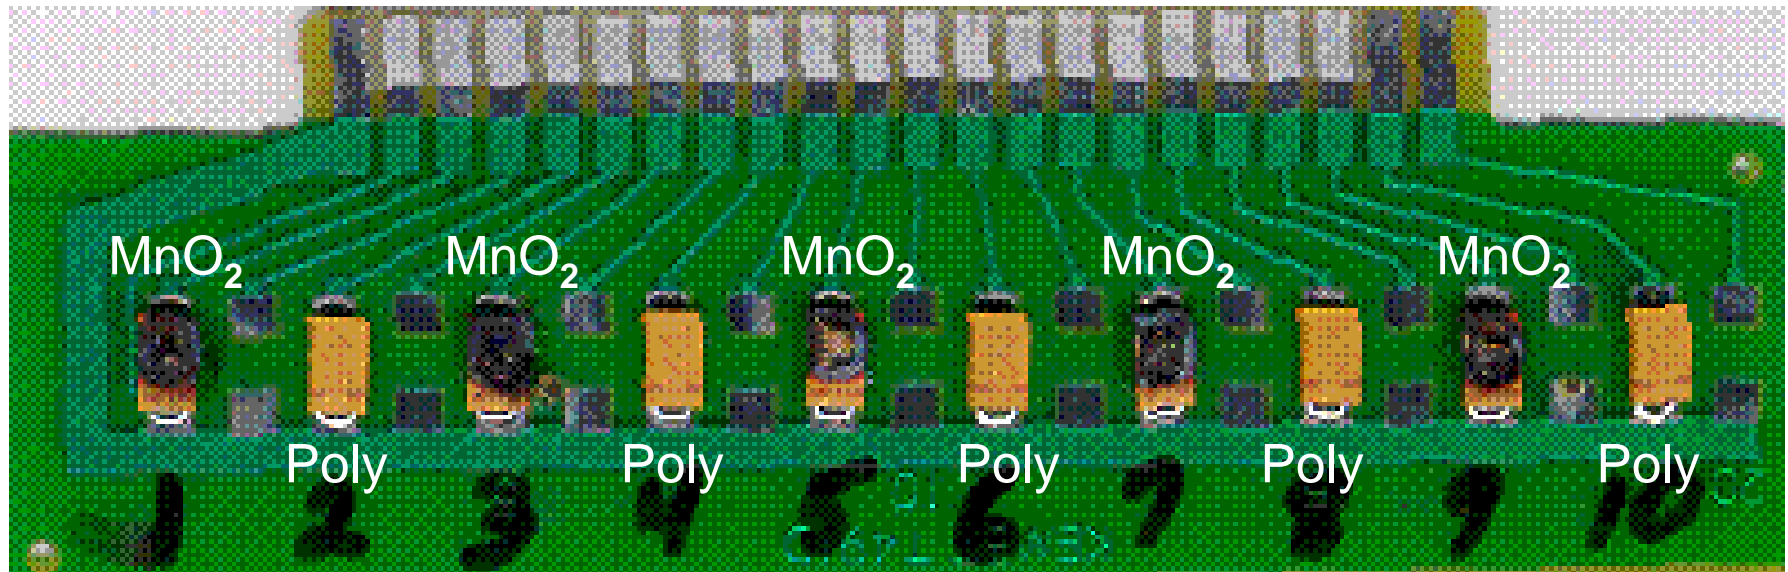 MnO₂ MnO₂ MnO₂ MnO₂ MnO₂
Poly Poly Poly Poly Poly
1 2 3 4 5 6 7 8 9 10